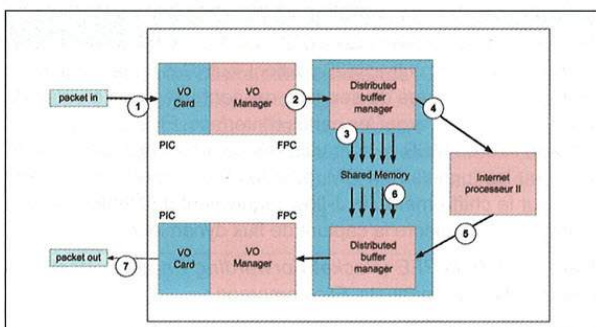 packet in
1
VO
Card
VO
Manager
PIC
FPC
2
Distributed
buffer
manager
3
4
Shared Memory
6
Internet
processeur II
5
PIC
FPC
Distributed
buffer
manager
VO
Card
VO
Manager
packet out
7